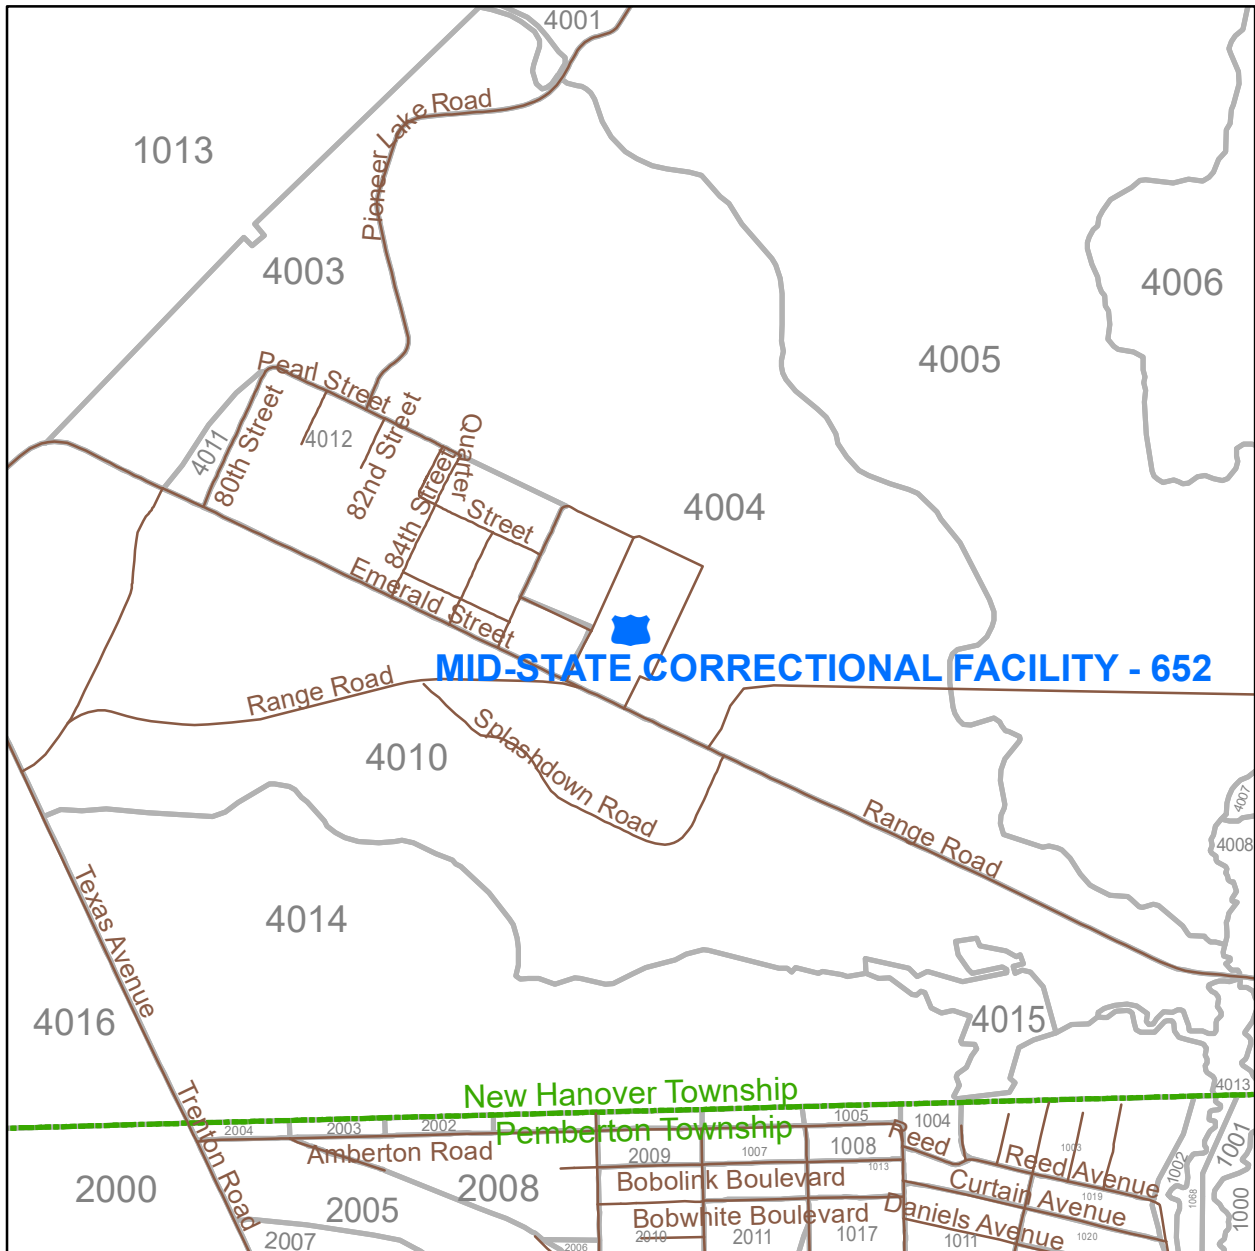 4001
Pioneer Lake Road
1013
4003
4006
4005
Pearl Street
4011
80th Street
4012
82nd Street
Quarter Street
84th Street
4004
Emerald Street
MID-STATE CORRECTIONAL FACILITY - 652
Range Road
Splashdown Road
4010
4007
4008
Range Road
Texas Avenue
4014
4016
4015
4013
New Hanover Township
Pemberton Township
Trenton Road
2004
2003
2002
1005
1004
Reed
Amberton Road
2009
1007
1008
1013
1003
Reed Avenue
1002
1001
2000
2005
2008
Bobolink Boulevard
Curtain Avenue
1019
1068
1000
Bobwhite Boulevard
Daniels Avenue
2007
2006
2010
2011
1017
1011
1020